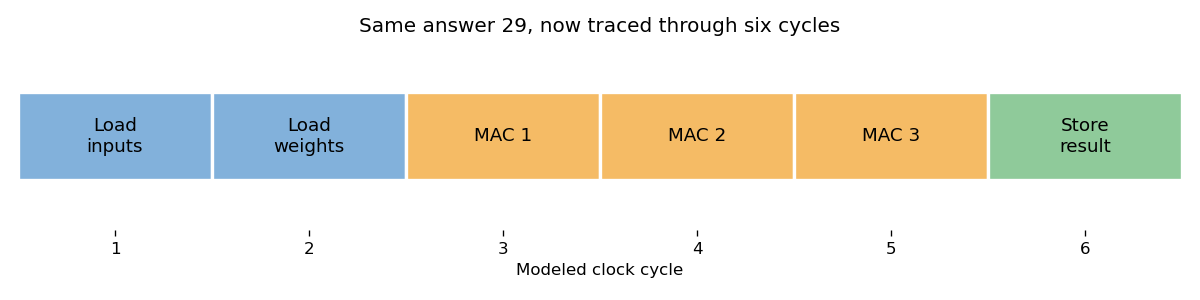 Same answer 29, now traced through six cycles
Load
inputs
Load
weights
MAC 1
MAC 2
MAC 3
Store
result
1
2
3
4
5
6
Modeled clock cycle